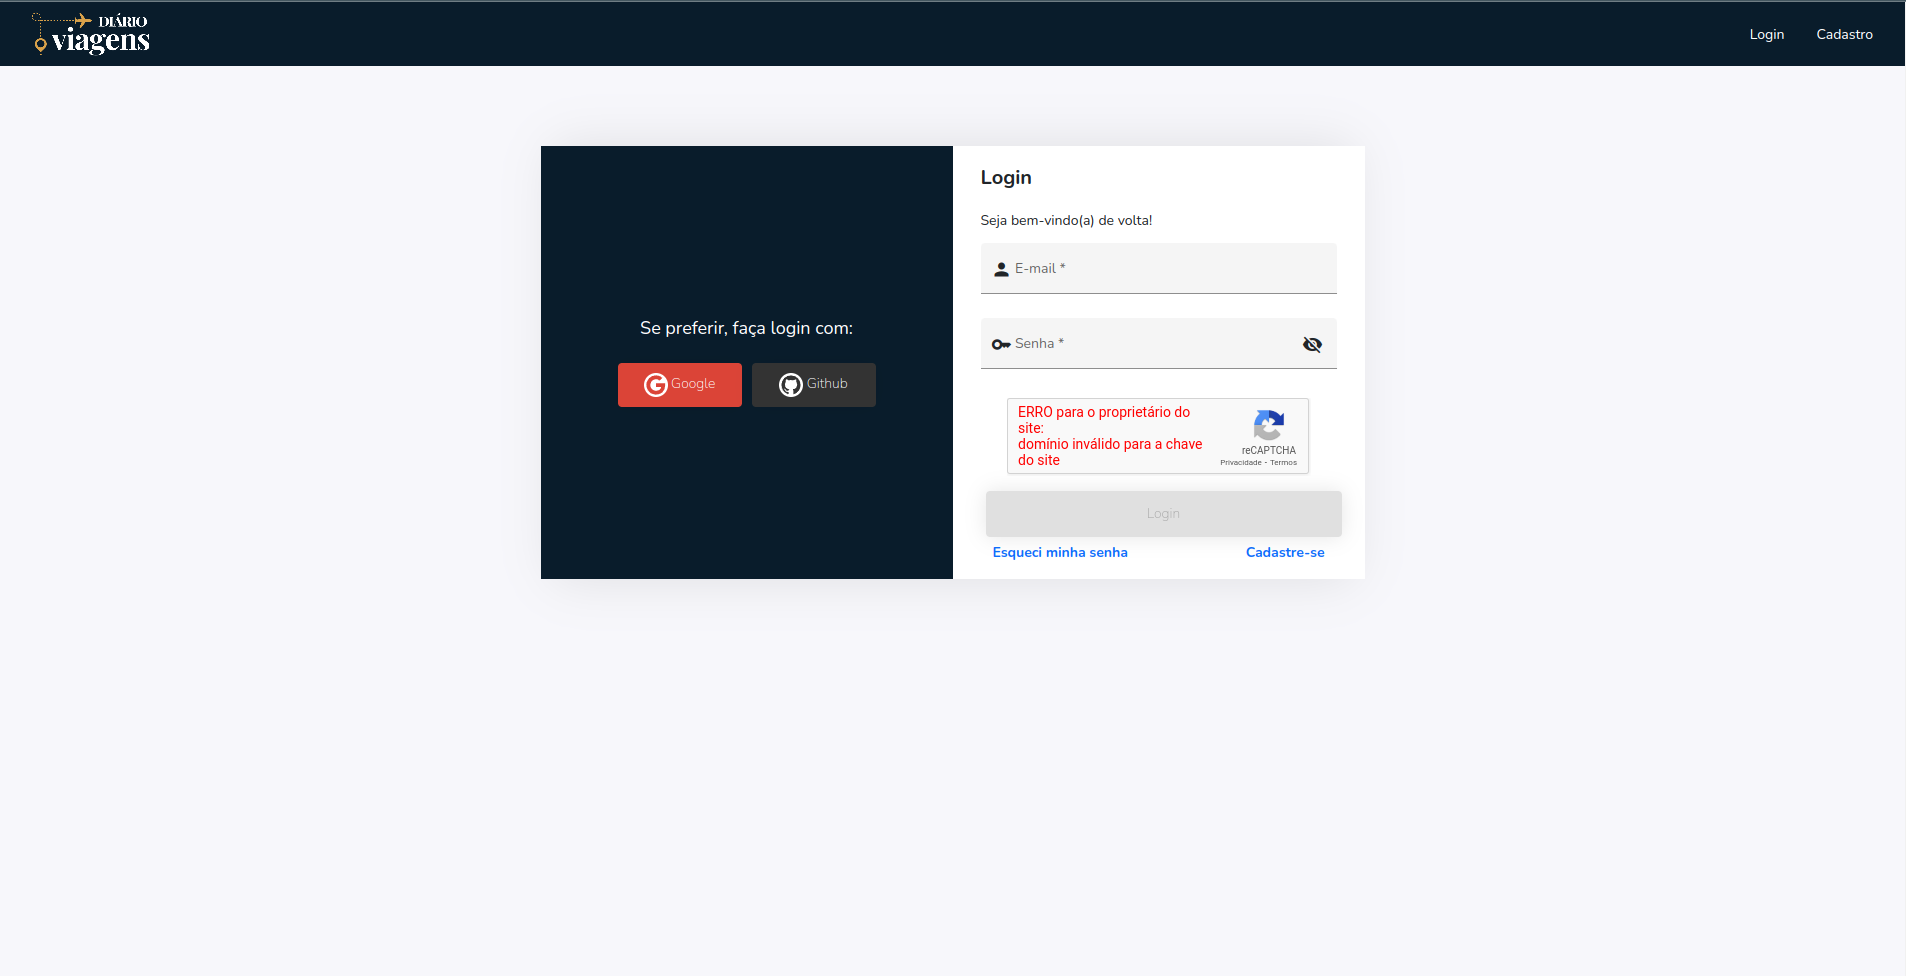 DIÁRIO
viagens
Login
Cadastro
Se preferir, faça login com:
Google
Github
Login
Seja bem-vindo(a) de volta!
E-mail *
Senha *
ERRO para o proprietário do
site:
domínio inválido para a chave
do site
reCAPTCHA
Privacidade - Termos
Login
Esqueci minha senha
Cadastre-se